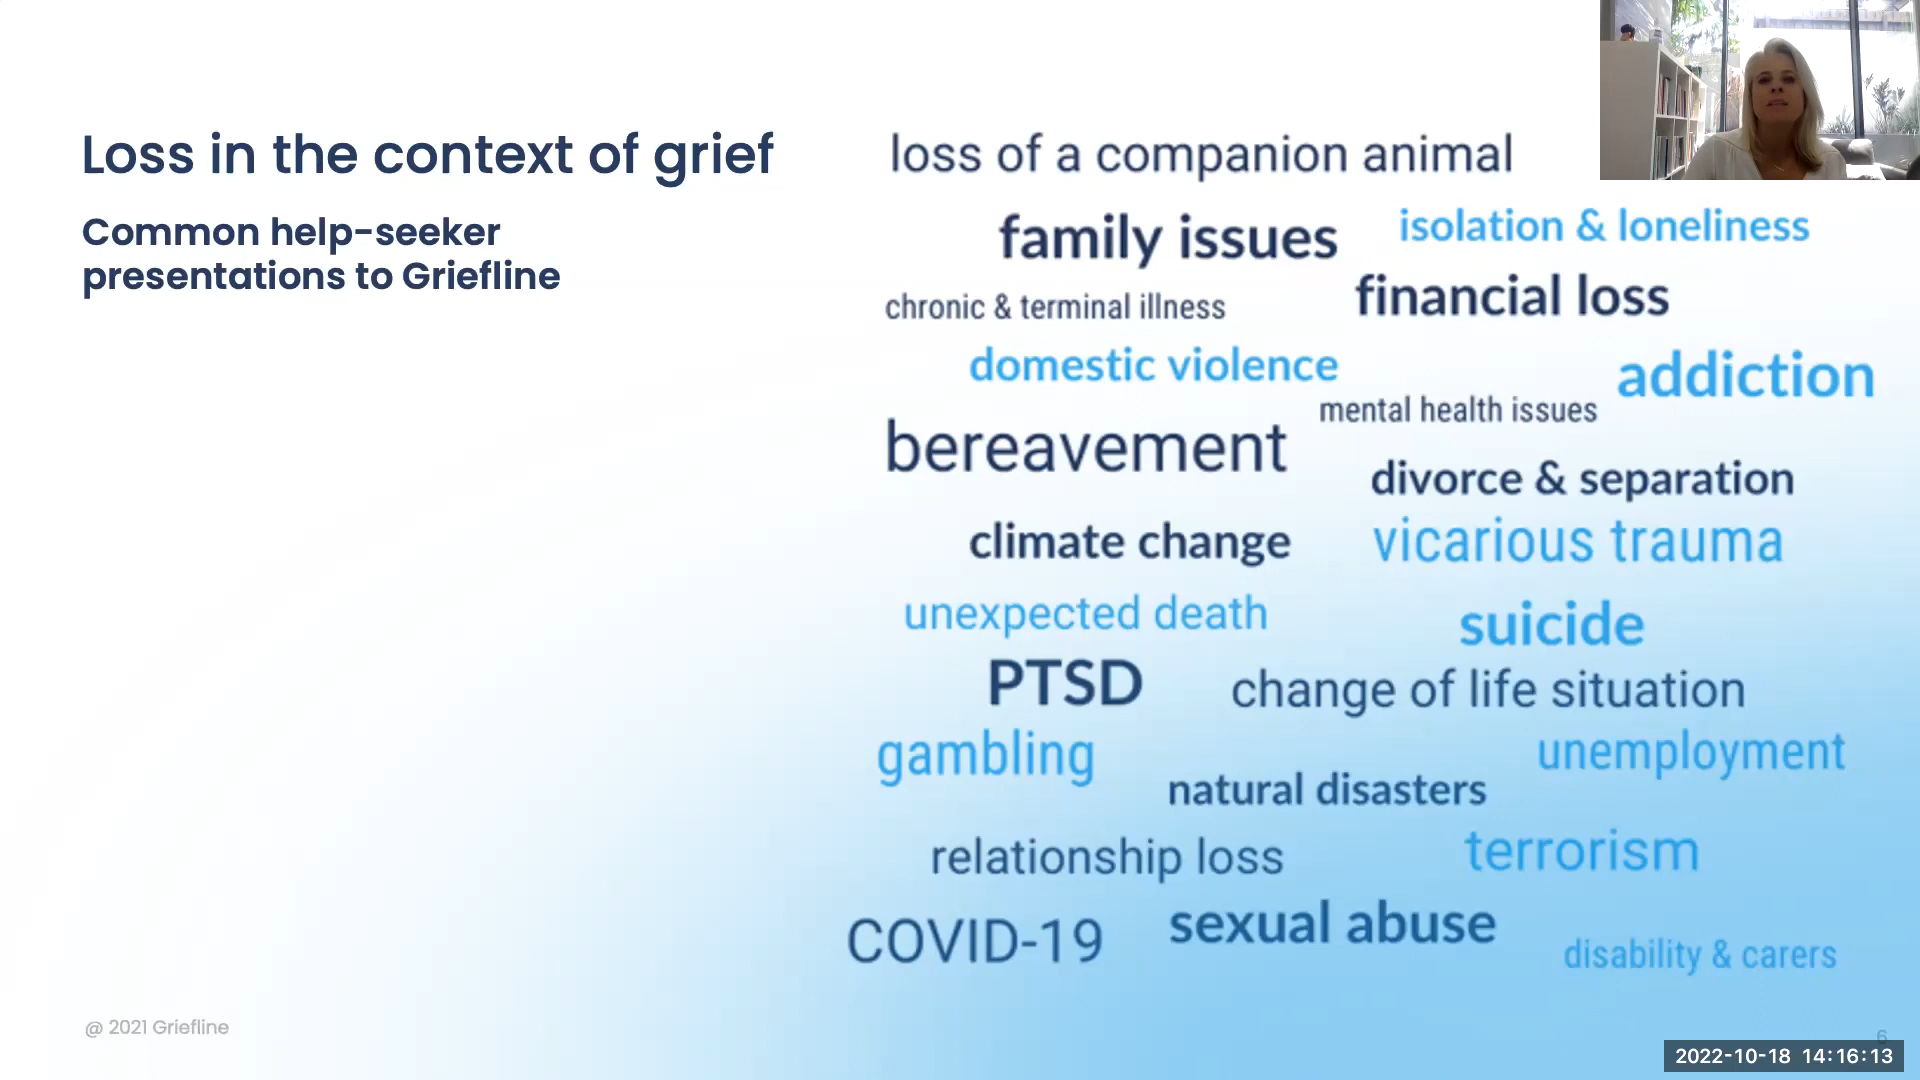 Loss in the context of grief
Common help-seeker
presentations to Griefline
loss of a companion animal
family issues
isolation & loneliness
chronic & terminal illness
financial loss
domestic violence
addiction
mental health issues
bereavement
divorce & separation
climate change
vicarious trauma
unexpected death
suicide
PTSD
change of life situation
gambling
unemployment
natural disasters
relationship loss
terrorism
COVID-19
sexual abuse
disability & carers
@ 2021 Griefline
6
2022-10-18 14:16:13